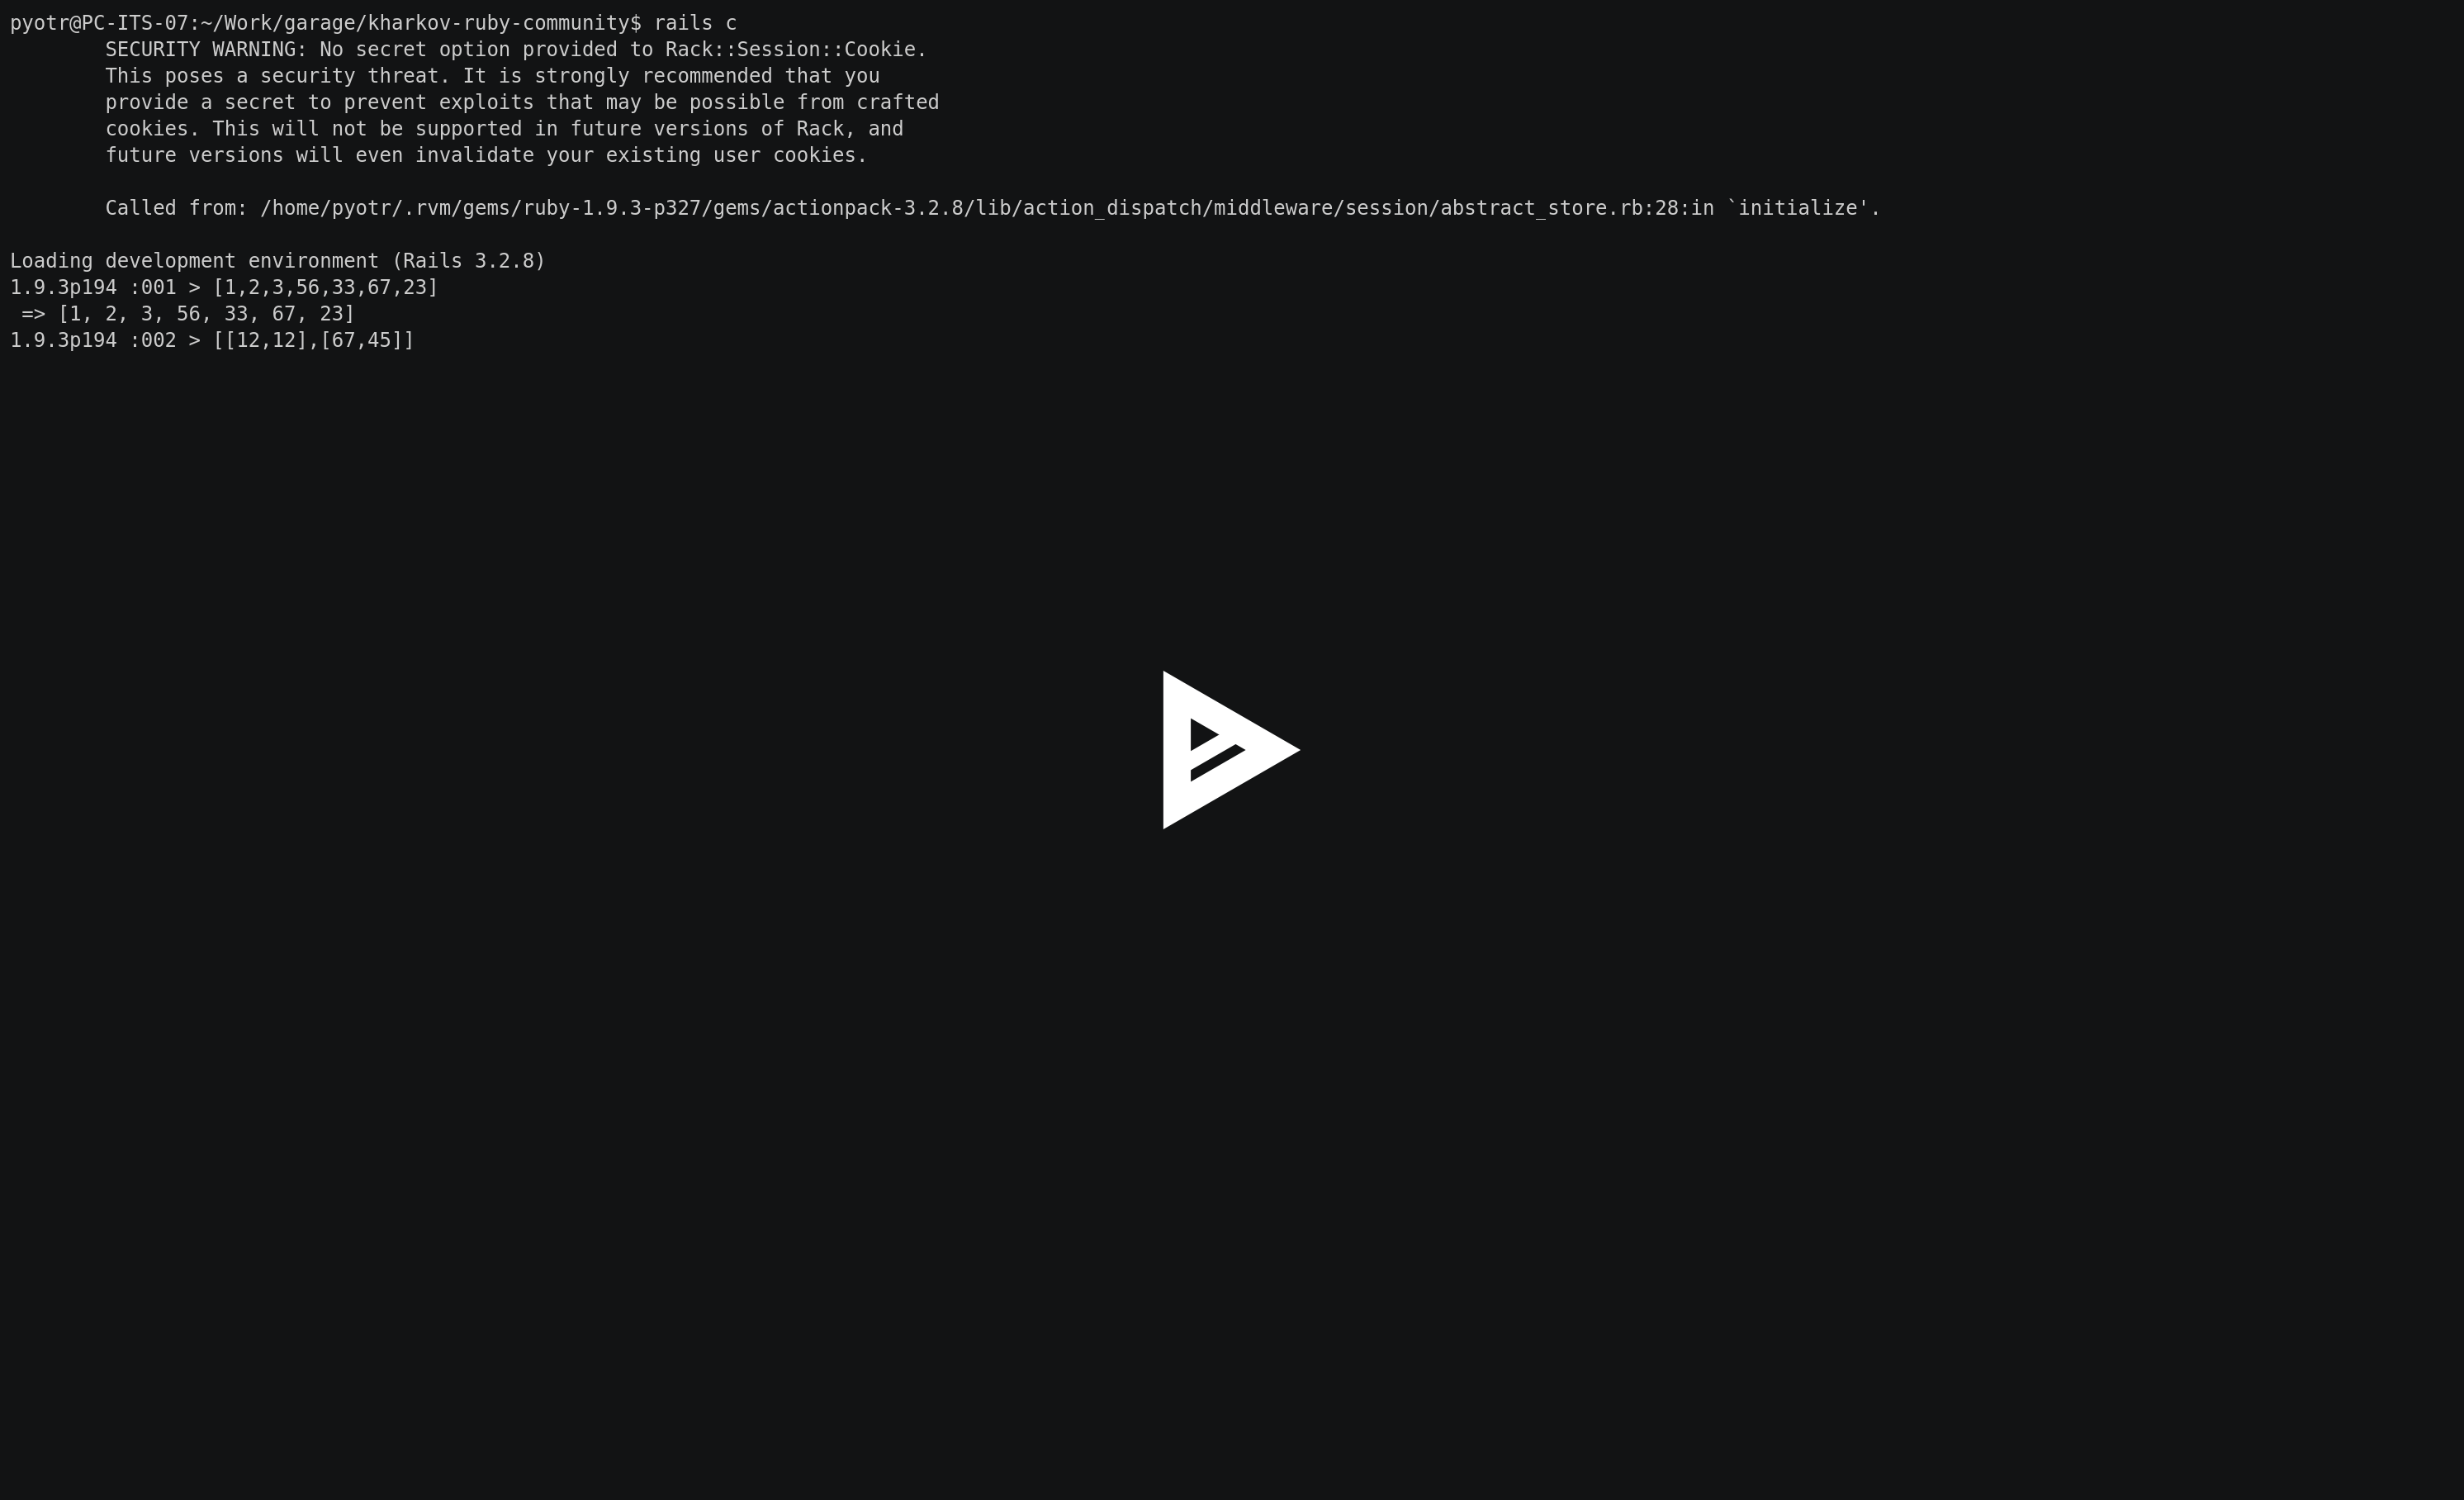 pyotr@PC-ITS-07:~/Work/garage/kharkov-ruby-community$ rails c
        SECURITY WARNING: No secret option provided to Rack::Session::Cookie.
        This poses a security threat. It is strongly recommended that you
        provide a secret to prevent exploits that may be possible from crafted
        cookies. This will not be supported in future versions of Rack, and
        future versions will even invalidate your existing user cookies.

        Called from: /home/pyotr/.rvm/gems/ruby-1.9.3-p327/gems/actionpack-3.2.8/lib/action_dispatch/middleware/session/abstract_store.rb:28:in `initialize'.

Loading development environment (Rails 3.2.8)
1.9.3p194 :001 > [1,2,3,56,33,67,23]
 => [1, 2, 3, 56, 33, 67, 23]
1.9.3p194 :002 > [[12,12],[67,45]]